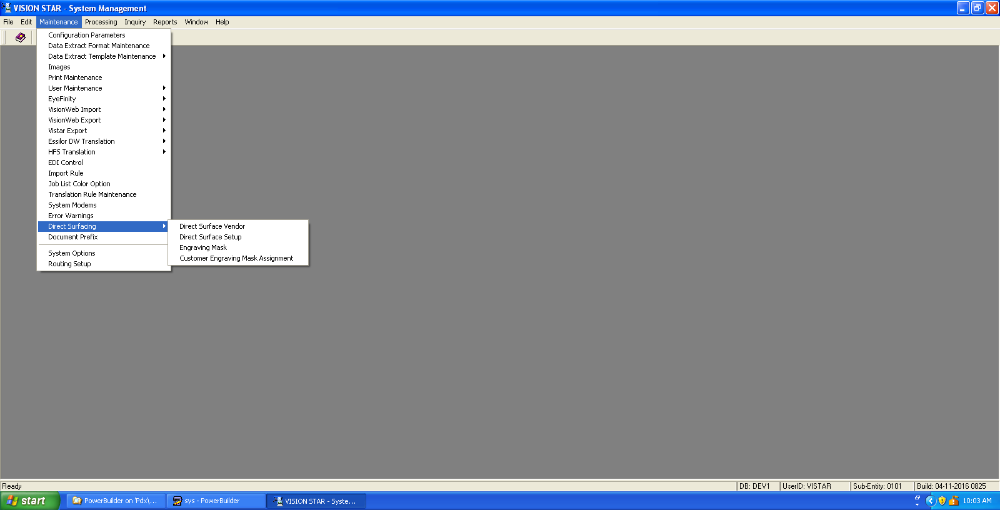 VISION STAR - System Management
File Edit Maintenance Processing Inquiry Reports Window Help
Configuration Parameters
Data Extract Format Maintenance
Data Extract Template Maintenance
Images
Print Maintenance
User Maintenance
EyeFinity
VisionWeb Import
VisionWeb Export
Vistar Export
Essilor DW Translation
HFS Translation
EDI Control
Import Rule
Job List Color Option
Translation Rule Maintenance
System Modems
Error Warnings
Direct Surfacing
Document Prefix
System Options
Routing Setup
Direct Surface Vendor
Direct Surface Setup
Engraving Mask
Customer Engraving Mask Assignment
Ready DB: DEV1 UserID: VISTAR Sub-Entity: 0101 Build: 04-11-2016 0825
start PowerBuilder on 'Pdx\... sys - PowerBuilder VISION STAR - Syste... 10:03 AM